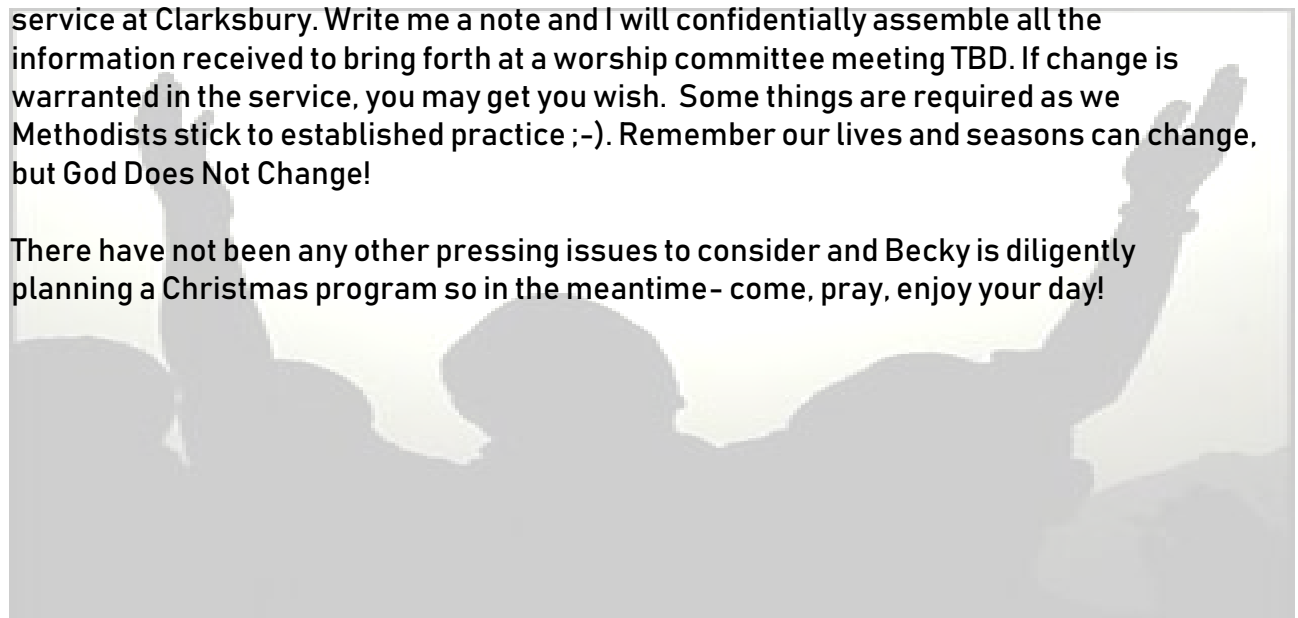 service at Clarksbury. Write me a note and I will confidentially assemble all the
information received to bring forth at a worship committee meeting TBD. If change is
warranted in the service, you may get you wish.  Some things are required as we
Methodists stick to established practice ;-). Remember our lives and seasons can change,
but God Does Not Change!

There have not been any other pressing issues to consider and Becky is diligently
planning a Christmas program so in the meantime- come, pray, enjoy your day!